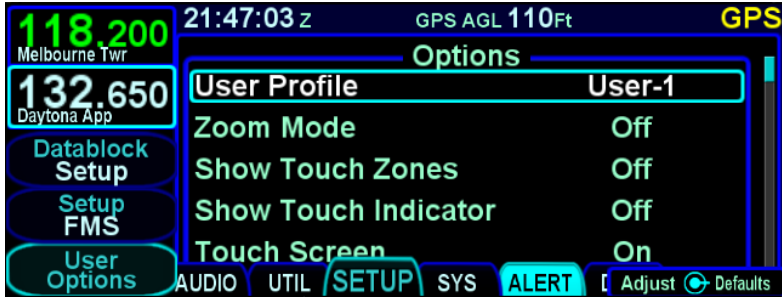 118.200
Melbourne Twr
132.650
Daytona App
Datablock
Setup
Setup
FMS
User
Options
21:47:03 Z GPS AGL 110Ft GPS
Options
User Profile User-1
Zoom Mode Off
Show Touch Zones Off
Show Touch Indicator Off
Touch Screen On
AUDIO UTIL SETUP SYS ALERT Adjust Defaults